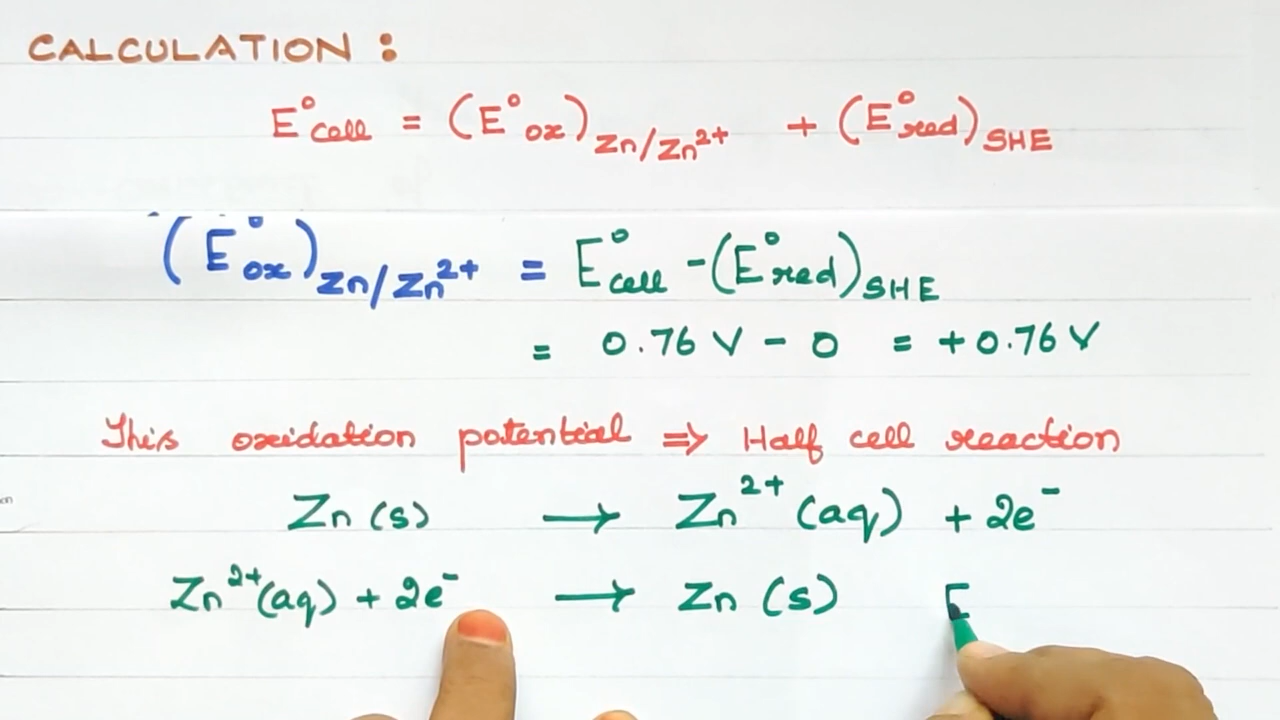 CALCULATION :
E°cell = (E°ox)Zn/Zn²⁺ + (E°red)SHE
(E°ox)Zn/Zn²⁺ = E°cell - (E°red)SHE
= 0.76 V - 0 = +0.76 V
This oxidation potential ⇒ Half cell reaction
Zn (s) → Zn²⁺ (aq) + 2e⁻
Zn²⁺(aq) + 2e⁻ → Zn (s) E